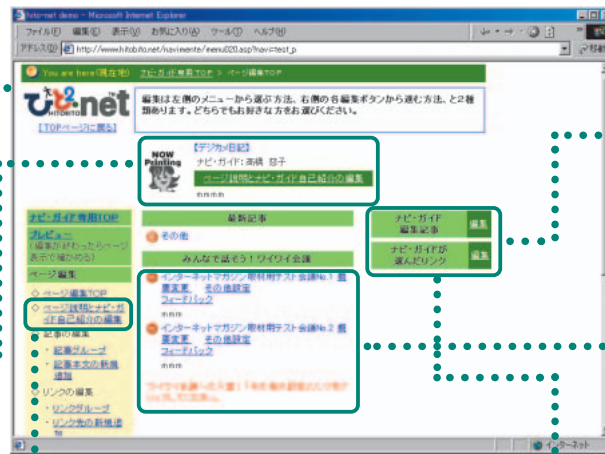 hito-net demo - Microsoft Internet Explorer
ファイル(F) 編集(E) 表示(V) お気に入り(A) ツール(T) ヘルプ(H)
アドレス(D) http://www.hitobito.net/navimente/menu020.asp?nav=test_p 移動
You are here(現在地) ナビ・ガイド専用TOP > ページ編集TOP
ひと2.net
HITOBITO
[TOPページに戻る]
編集は左側のメニューから選ぶ方法、右側の各編集ボタンから進む方法、と2種
類あります。どちらでもお好きな方をお選びください。
NOW
Printing
【デジカメ日記】
ナビ・ガイド:高橋 忍子
ページ説明とナビ・ガイド自己紹介の編集
nnnn
ナビ・ガイド専用TOP
プレビュー
(編集が終わったらページ
表示で確かめる)
ページ編集
◇ ページ編集TOP
◇ ページ説明とナビ・ガ
イド自己紹介の編集
◇ 記事の編集
・ 記事グループ
・ 記事本文の新規
追加
◇ リンクの編集
・ リンクグループ
・ リンク先の新規追
加
最新記事
その他
みんなで話そう!ワイワイ会議
インターネットマガジン取材用テスト会議No.1 概
要変更 その他設定
フィードバック
nnn
インターネットマガジン取材用テスト会議No.2 概
要変更 その他設定
フィードバック
nnn
ナビ・ガイド
編集記事
編集
ナビ・ガイドが
選んだリンク
編集
インターネット